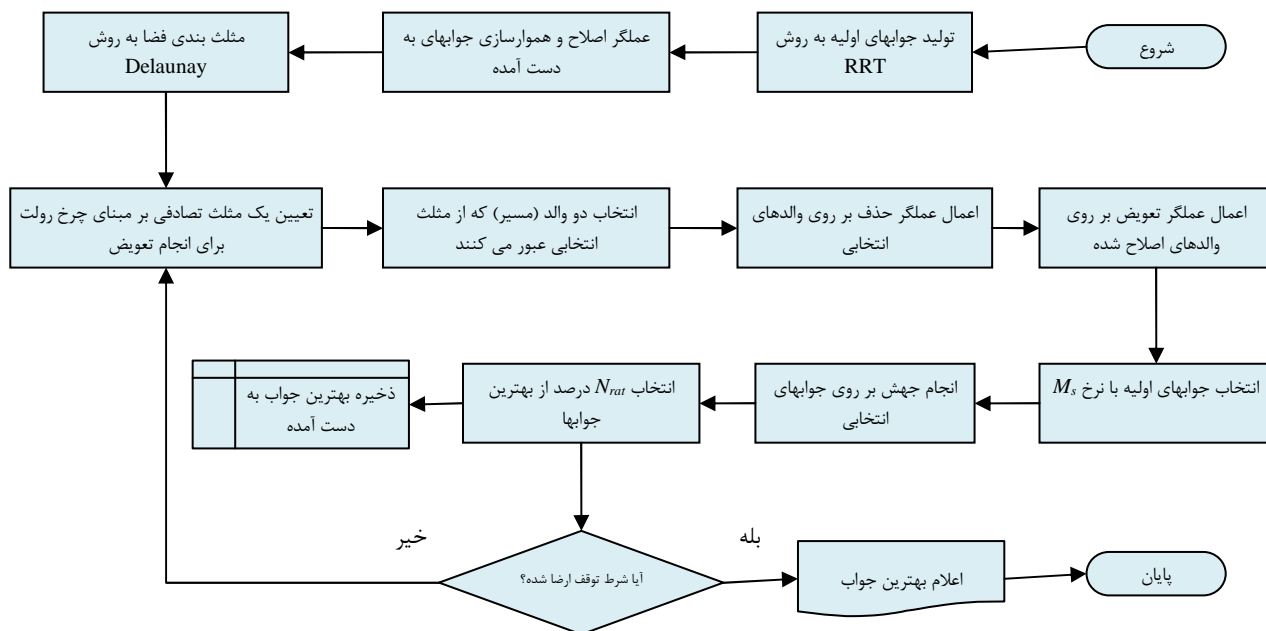 شروع
تولید جوابهای اولیه به روش
RRT
عملگر اصلاح و هموارسازی جوابهای به
دست آمده
مثلث بندی فضا به روش
Delaunay
تعیین یک مثلث تصادفی بر مبنای چرخ رولت
برای انجام تعویض
انتخاب دو والد (مسیر) که از مثلث
انتخابی عبور می کنند
اعمال عملگر حذف بر روی والدهای
انتخابی
اعمال عملگر تعویض بر روی
والدهای اصلاح شده
انتخاب جوابهای اولیه با نرخ Ms
انجام جهش بر روی جوابهای
انتخابی
انتخاب Nrat درصد از بهترین
جوابها
ذخیره بهترین جواب به
دست آمده
آیا شرط توقف ارضا شده؟
خیر
بله
اعلام بهترین جواب
پایان